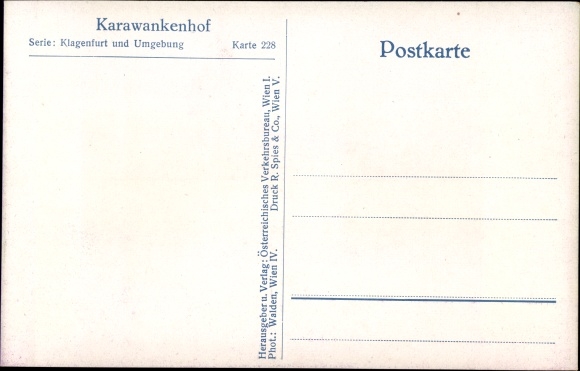 Karawankenhof
Serie: Klagenfurt und Umgebung Karte 228
Postkarte
Herausgeber u. Verlag: Österreichisches Verkehrsbureau, Wien I.
Phot.: Walden, Wien IV. Druck R. Spies & Co., Wien V.